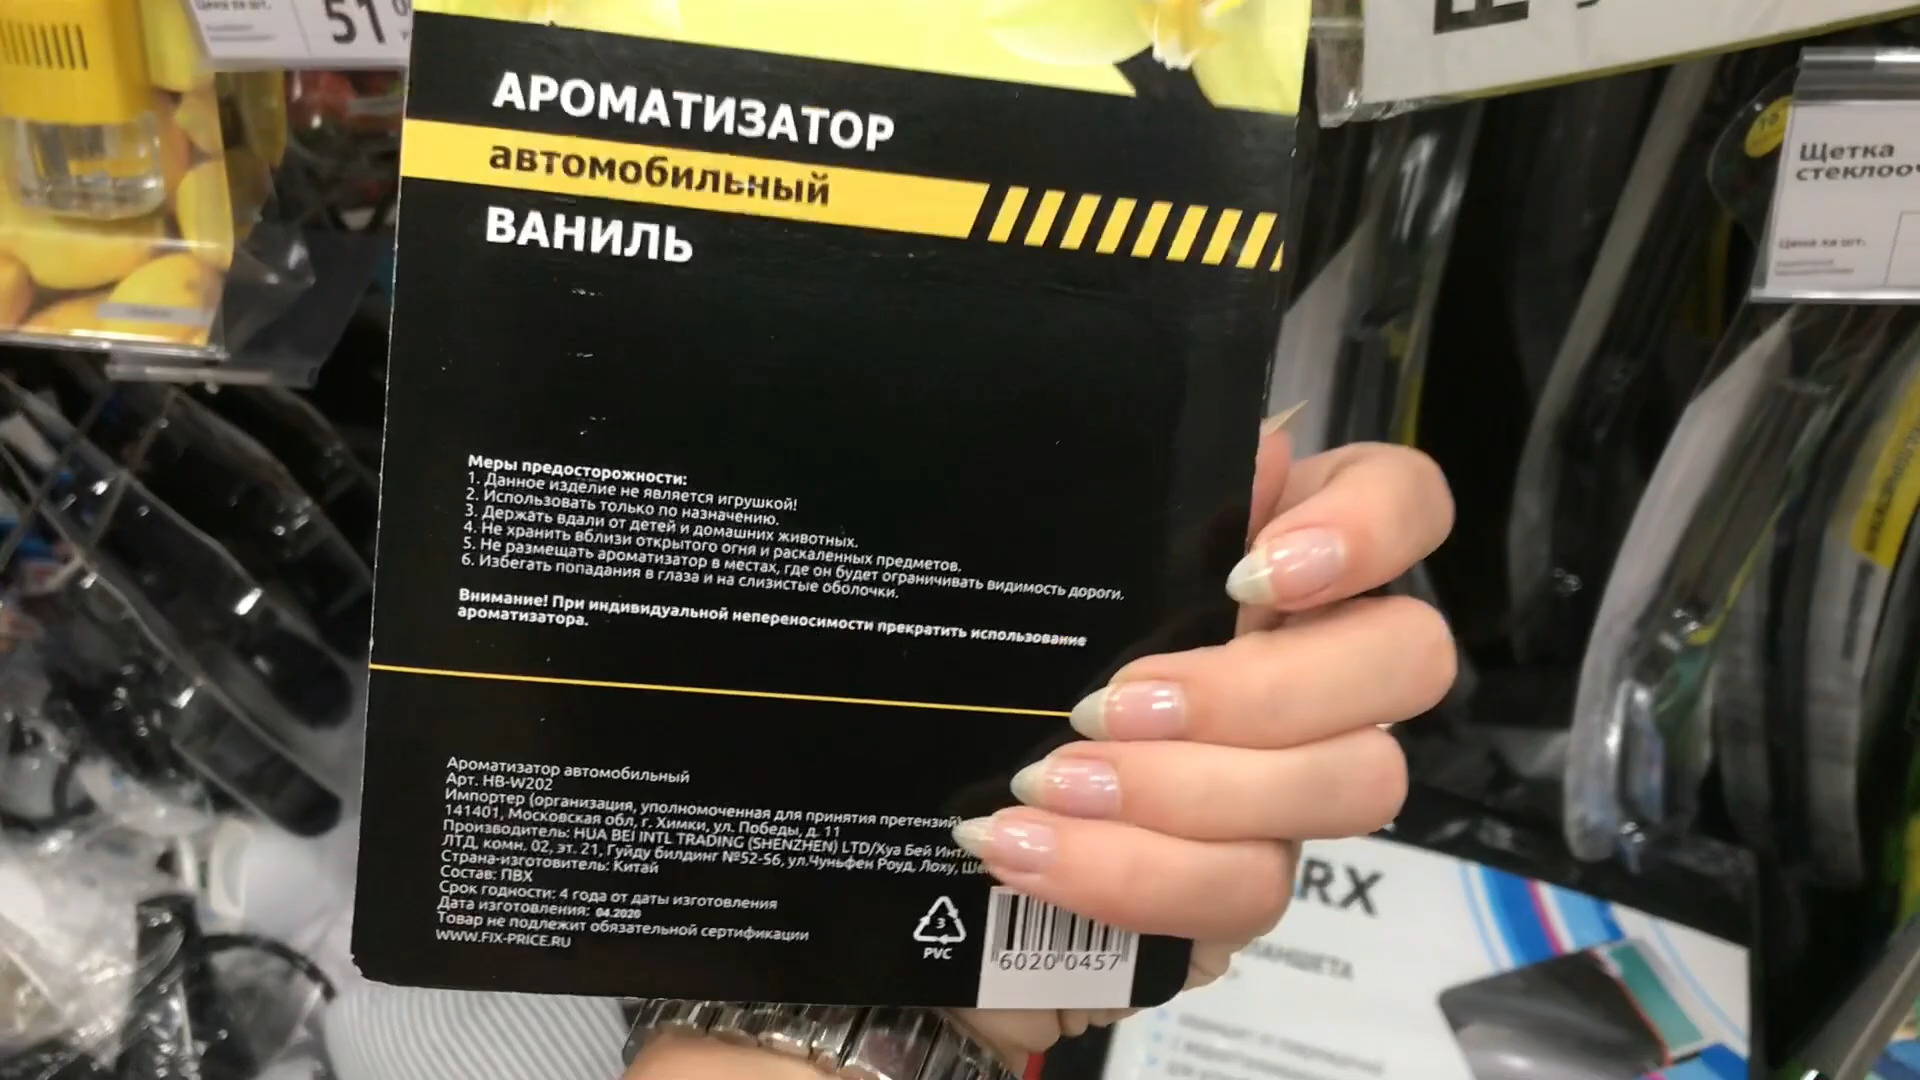 Цена за шт.
51
АРОМАТИЗАТОР
автомобильный
ВАНИЛЬ
Щетка
Цена за шт.
Меры предосторожности:
1. Данное изделие не является игрушкой!
2. Использовать только по назначению.
3. Держать вдали от детей и домашних животных.
4. Не хранить вблизи открытого огня и раскаленных предметов.
5. Не размещать ароматизатор в местах, где он будет ограничивать видимость дороги.
6. Избегать попадания в глаза и на слизистые оболочки.
Внимание! При индивидуальной непереносимости прекратить использование
ароматизатора.
Ароматизатор автомобильный
Арт. HB-W202
Импортер (организация, уполномоченная для принятия претензий)
141401, Московская обл, г. Химки, ул. Победы, д. 11
Производитель: HUA BEI INTL TRADING (SHENZHEN) LTD/Хуа Бей
ЛТД, комн. 02, эт. 21, Гуйду билдинг №52-56, ул.Чуньфен Роуд, Лоху,
Страна-изготовитель: Китай
Состав: ПВХ
Срок годности: 4 года от даты изготовления
Дата изготовления: 04.2020
Товар не подлежит обязательной сертификации
WWW.FIX-PRICE.RU
3
PVC
6020 0457